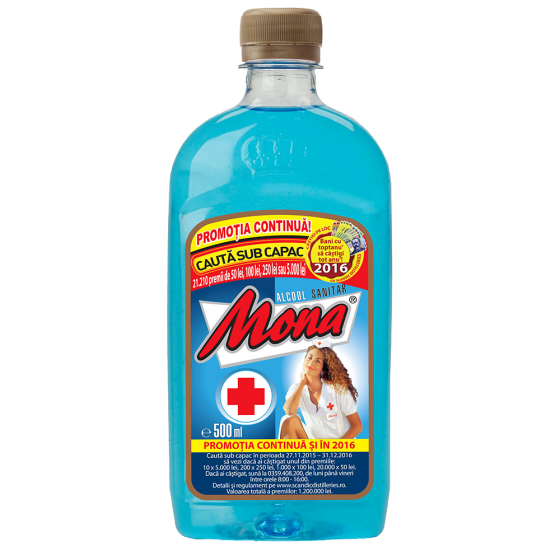 PROMOȚIA CONTINUĂ!
CAUTĂ SUB CAPAC
21.210 premii de 50 lei, 100 lei, 250 lei sau 5.000 lei
PE LOC
Bani cu
toptanu'
să câștigi
tot anu'!
2016
ALCOOL SANITAR
Mona®
℮ 500 ml
PROMOȚIA CONTINUĂ ȘI ÎN 2016
Caută sub capac în perioada 27.11.2015 – 31.12.2016
să vezi dacă ai câștigat unul din premiile:
10 x 5.000 lei, 200 x 250 lei, 1.000 x 100 lei, 20.000 x 50 lei.
Dacă ai câștigat, sună la 0359.408.200, de luni până vineri
între orele 8:00 - 16:00.
Detalii și regulament pe www.scandicdistilleries.ro.
Valoarea totală a premiilor: 1.200.000 lei.